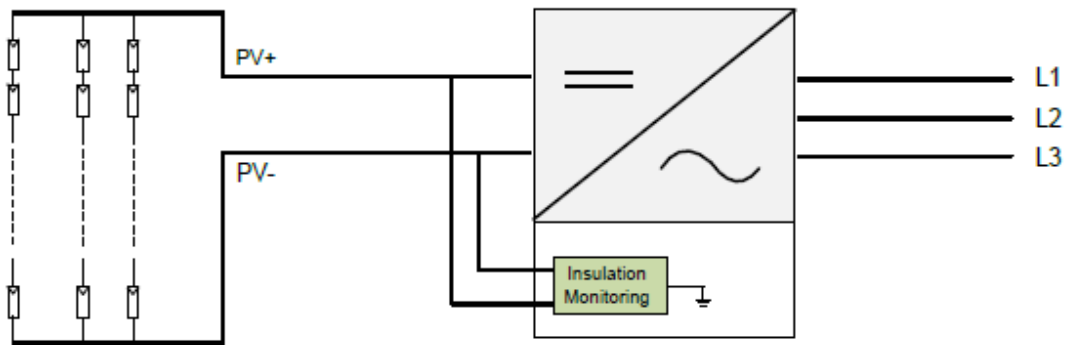 PV+
PV-
L1
L2
L3
Insulation
Monitoring